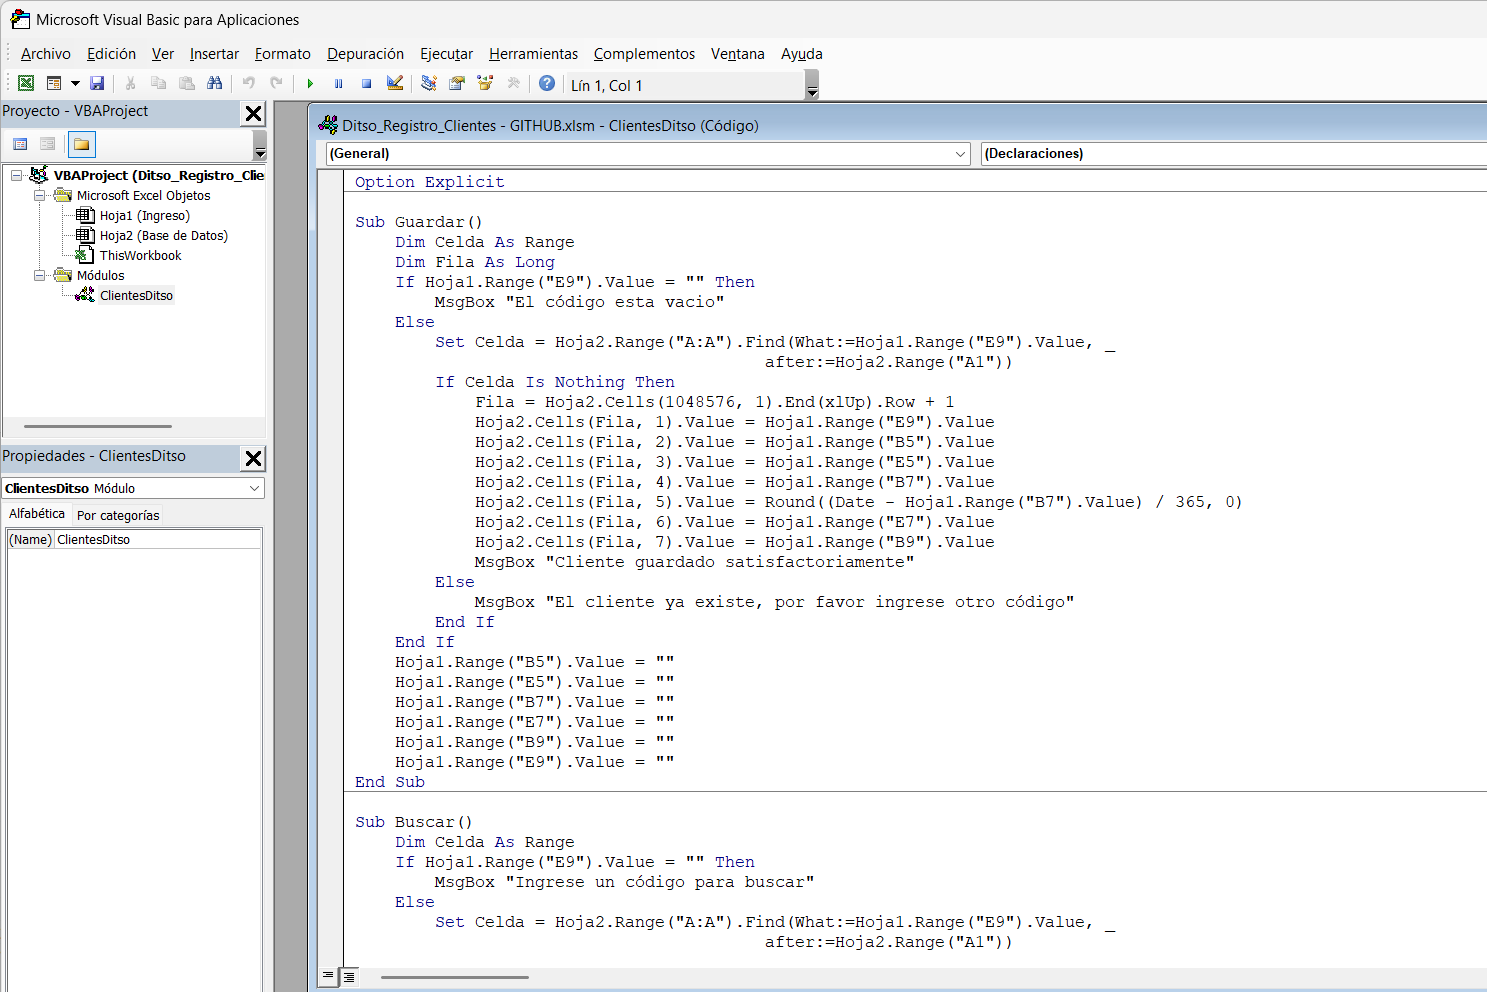 Microsoft Visual Basic para Aplicaciones
Archivo Edición Ver Insertar Formato Depuración Ejecutar Herramientas Complementos Ventana Ayuda
Lín 1, Col 1
Proyecto - VBAProject
VBAProject (Ditso_Registro_Clie
Microsoft Excel Objetos
Hoja1 (Ingreso)
Hoja2 (Base de Datos)
ThisWorkbook
Módulos
ClientesDitso
Propiedades - ClientesDitso
ClientesDitso Módulo
Alfabética Por categorías
(Name) ClientesDitso
Ditso_Registro_Clientes - GITHUB.xlsm - ClientesDitso (Código)
(General) (Declaraciones)
Option Explicit
Sub Guardar()
    Dim Celda As Range
    Dim Fila As Long
    If Hoja1.Range("E9").Value = "" Then
        MsgBox "El código esta vacio"
    Else
        Set Celda = Hoja2.Range("A:A").Find(What:=Hoja1.Range("E9").Value, _
                                         after:=Hoja2.Range("A1"))
        If Celda Is Nothing Then
            Fila = Hoja2.Cells(1048576, 1).End(xlUp).Row + 1
            Hoja2.Cells(Fila, 1).Value = Hoja1.Range("E9").Value
            Hoja2.Cells(Fila, 2).Value = Hoja1.Range("B5").Value
            Hoja2.Cells(Fila, 3).Value = Hoja1.Range("E5").Value
            Hoja2.Cells(Fila, 4).Value = Hoja1.Range("B7").Value
            Hoja2.Cells(Fila, 5).Value = Round((Date - Hoja1.Range("B7").Value) / 365, 0)
            Hoja2.Cells(Fila, 6).Value = Hoja1.Range("E7").Value
            Hoja2.Cells(Fila, 7).Value = Hoja1.Range("B9").Value
            MsgBox "Cliente guardado satisfactoriamente"
        Else
            MsgBox "El cliente ya existe, por favor ingrese otro código"
        End If
    End If
    Hoja1.Range("B5").Value = ""
    Hoja1.Range("E5").Value = ""
    Hoja1.Range("B7").Value = ""
    Hoja1.Range("E7").Value = ""
    Hoja1.Range("B9").Value = ""
    Hoja1.Range("E9").Value = ""
End Sub
Sub Buscar()
    Dim Celda As Range
    If Hoja1.Range("E9").Value = "" Then
        MsgBox "Ingrese un código para buscar"
    Else
        Set Celda = Hoja2.Range("A:A").Find(What:=Hoja1.Range("E9").Value, _
                                         after:=Hoja2.Range("A1"))